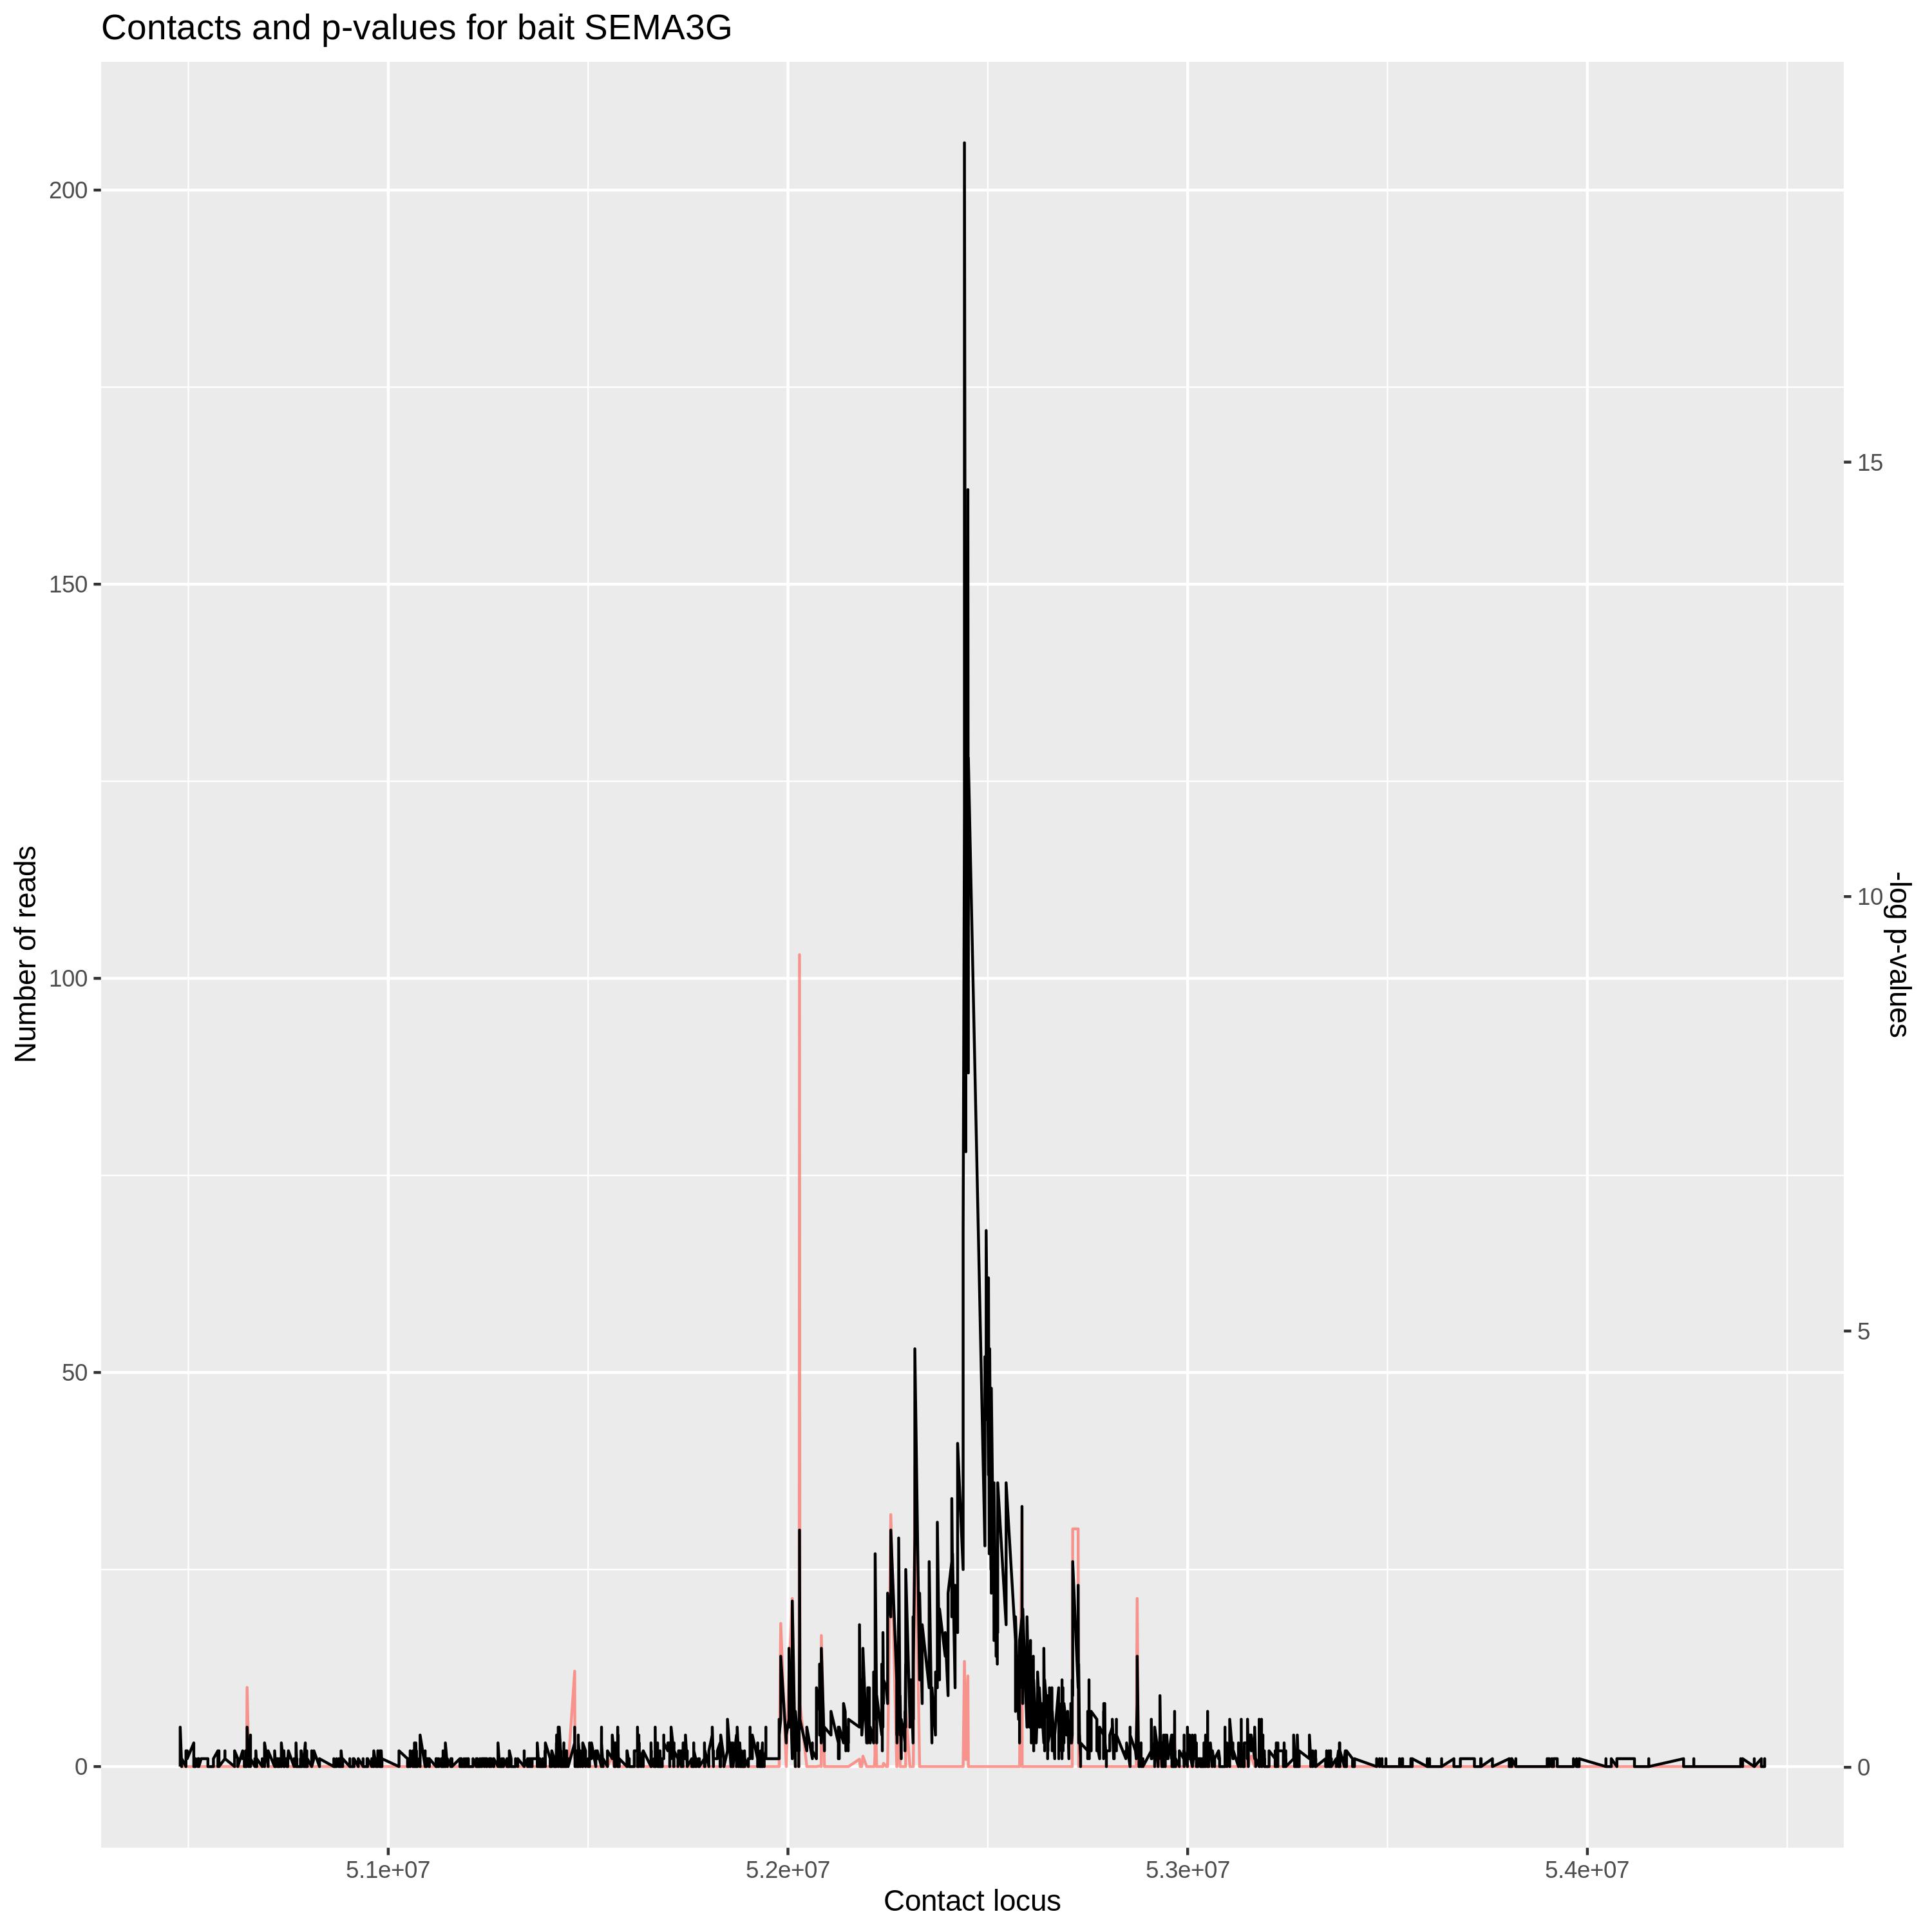 Contacts and p-values for bait SEMA3G
200
150
100
50
0
Number of reads
15
10
5
0
-log p-values
5.1e+07
5.2e+07
5.3e+07
5.4e+07
Contact locus